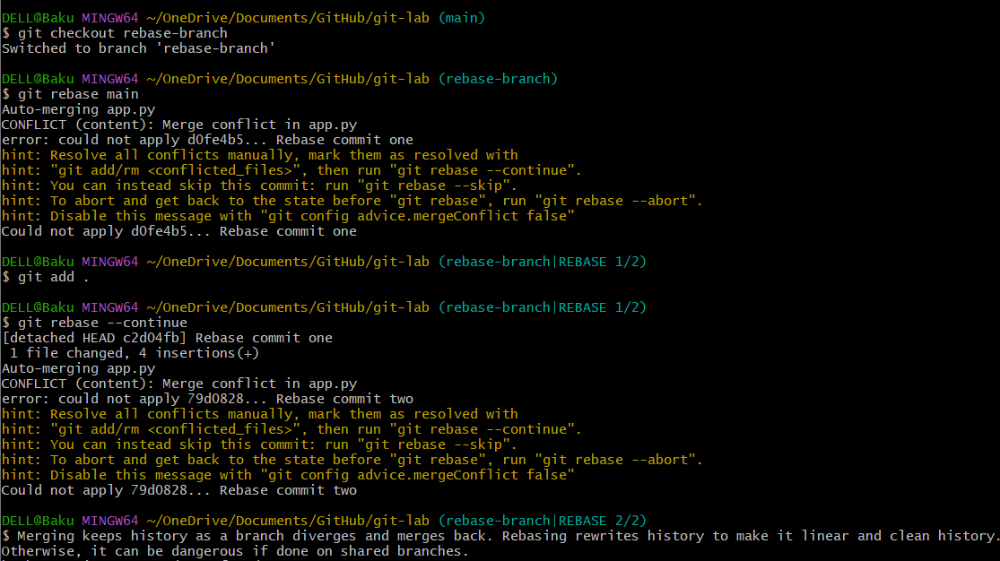 DELL@Baku MINGW64 ~/OneDrive/Documents/GitHub/git-lab (main)
$ git checkout rebase-branch
Switched to branch 'rebase-branch'
DELL@Baku MINGW64 ~/OneDrive/Documents/GitHub/git-lab (rebase-branch)
$ git rebase main
Auto-merging app.py
CONFLICT (content): Merge conflict in app.py
error: could not apply d0fe4b5... Rebase commit one
hint: Resolve all conflicts manually, mark them as resolved with
hint: "git add/rm <conflicted_files>", then run "git rebase --continue".
hint: You can instead skip this commit: run "git rebase --skip".
hint: To abort and get back to the state before "git rebase", run "git rebase --abort".
hint: Disable this message with "git config advice.mergeConflict false"
Could not apply d0fe4b5... Rebase commit one
DELL@Baku MINGW64 ~/OneDrive/Documents/GitHub/git-lab (rebase-branch|REBASE 1/2)
$ git add .
DELL@Baku MINGW64 ~/OneDrive/Documents/GitHub/git-lab (rebase-branch|REBASE 1/2)
$ git rebase --continue
[detached HEAD c2d04fb] Rebase commit one
 1 file changed, 4 insertions(+)
Auto-merging app.py
CONFLICT (content): Merge conflict in app.py
error: could not apply 79d0828... Rebase commit two
hint: Resolve all conflicts manually, mark them as resolved with
hint: "git add/rm <conflicted_files>", then run "git rebase --continue".
hint: You can instead skip this commit: run "git rebase --skip".
hint: To abort and get back to the state before "git rebase", run "git rebase --abort".
hint: Disable this message with "git config advice.mergeConflict false"
Could not apply 79d0828... Rebase commit two
DELL@Baku MINGW64 ~/OneDrive/Documents/GitHub/git-lab (rebase-branch|REBASE 2/2)
$ Merging keeps history as a branch diverges and merges back. Rebasing rewrites history to make it linear and clean history.
Otherwise, it can be dangerous if done on shared branches.